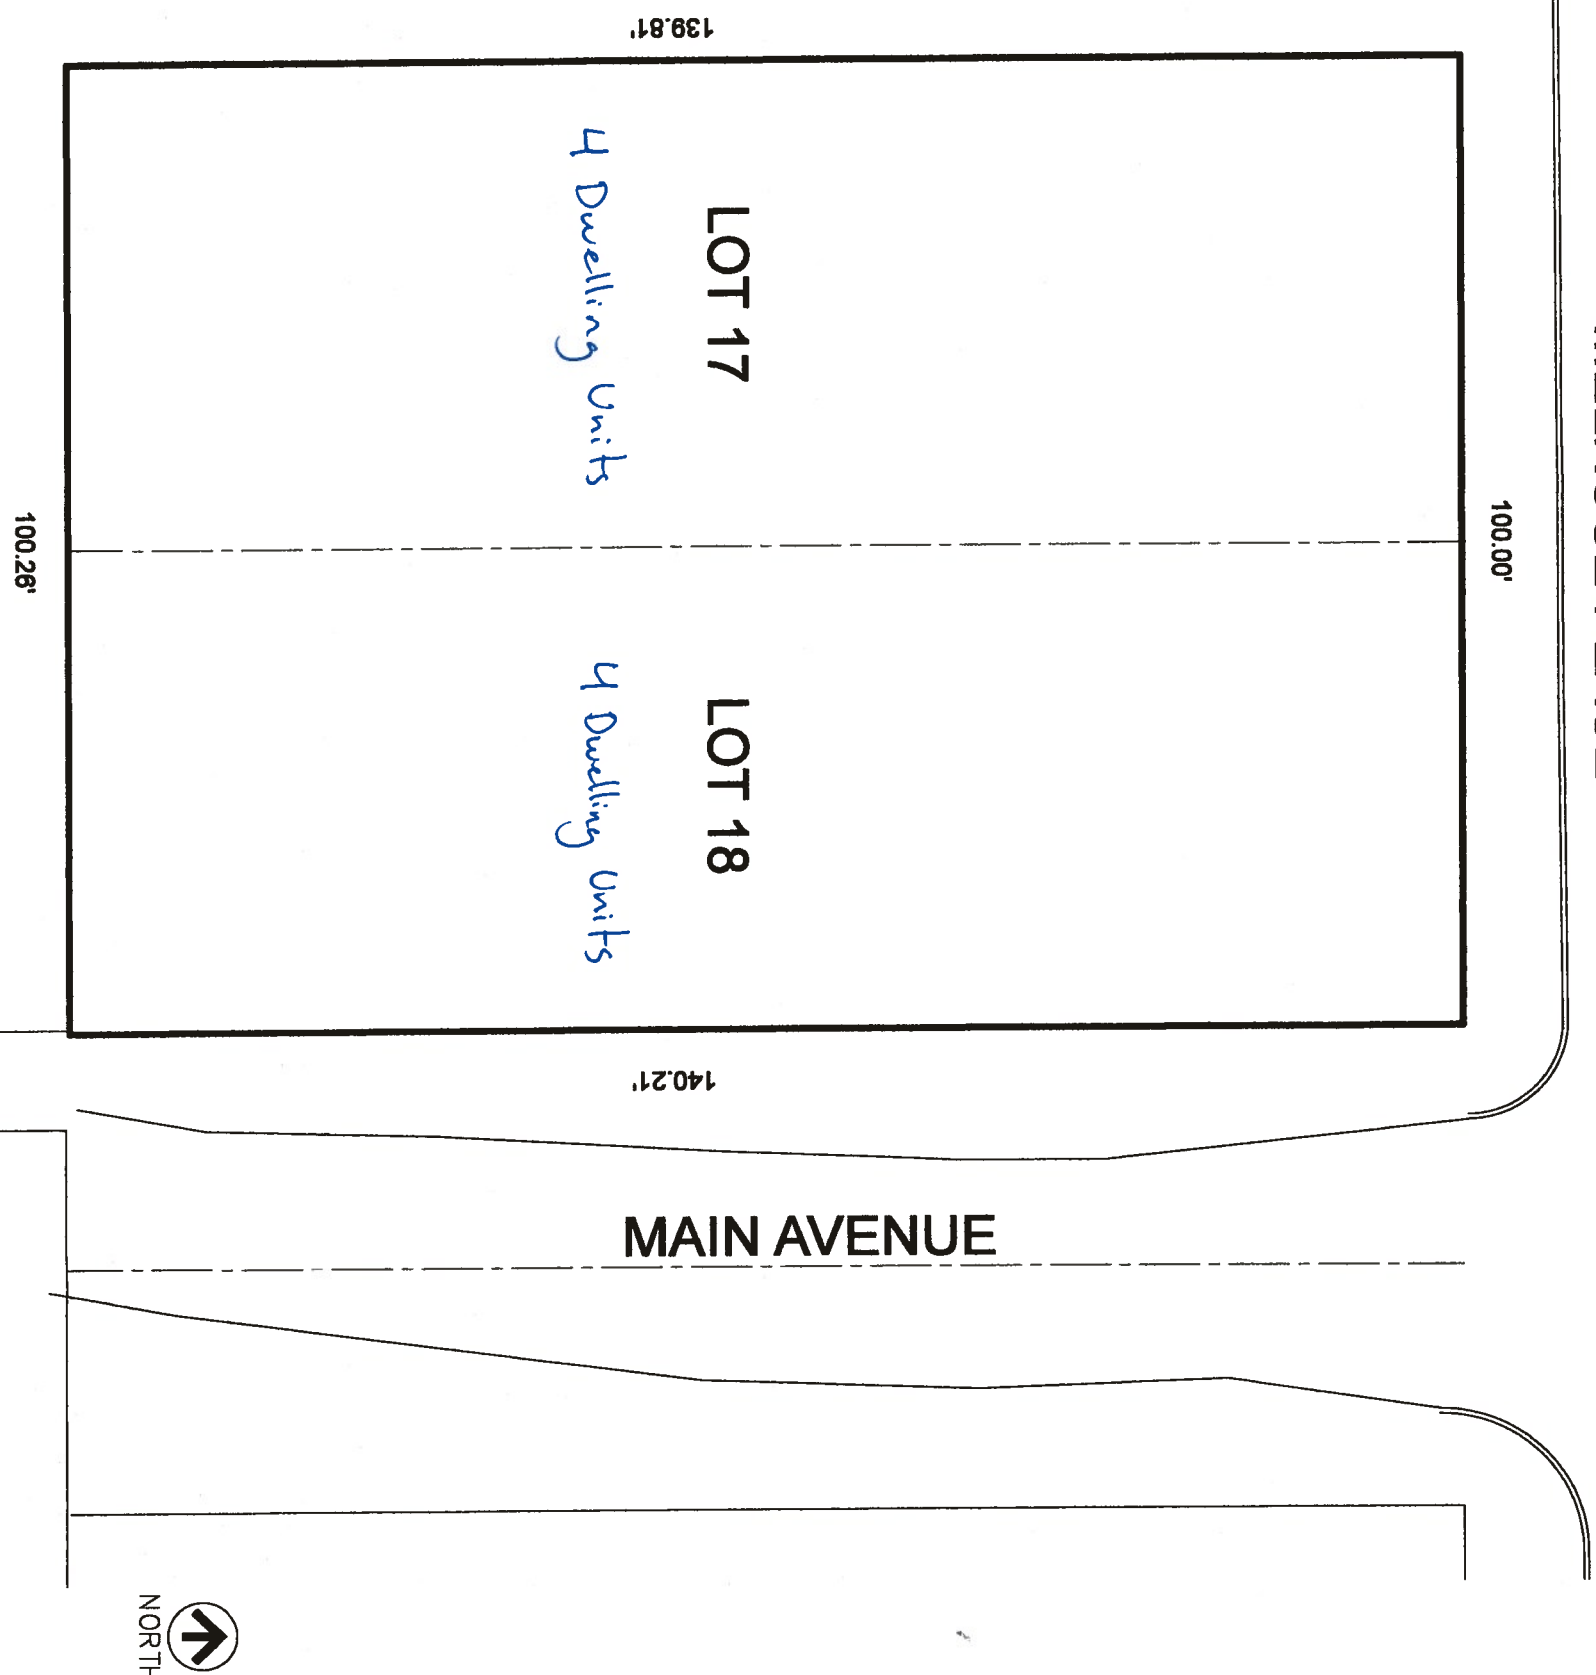 139.81'
100.00'
LOT 17
4 Dwelling Units
LOT 18
4 Dwelling Units
100.26'
140.21'
MAIN AVENUE
NORTH